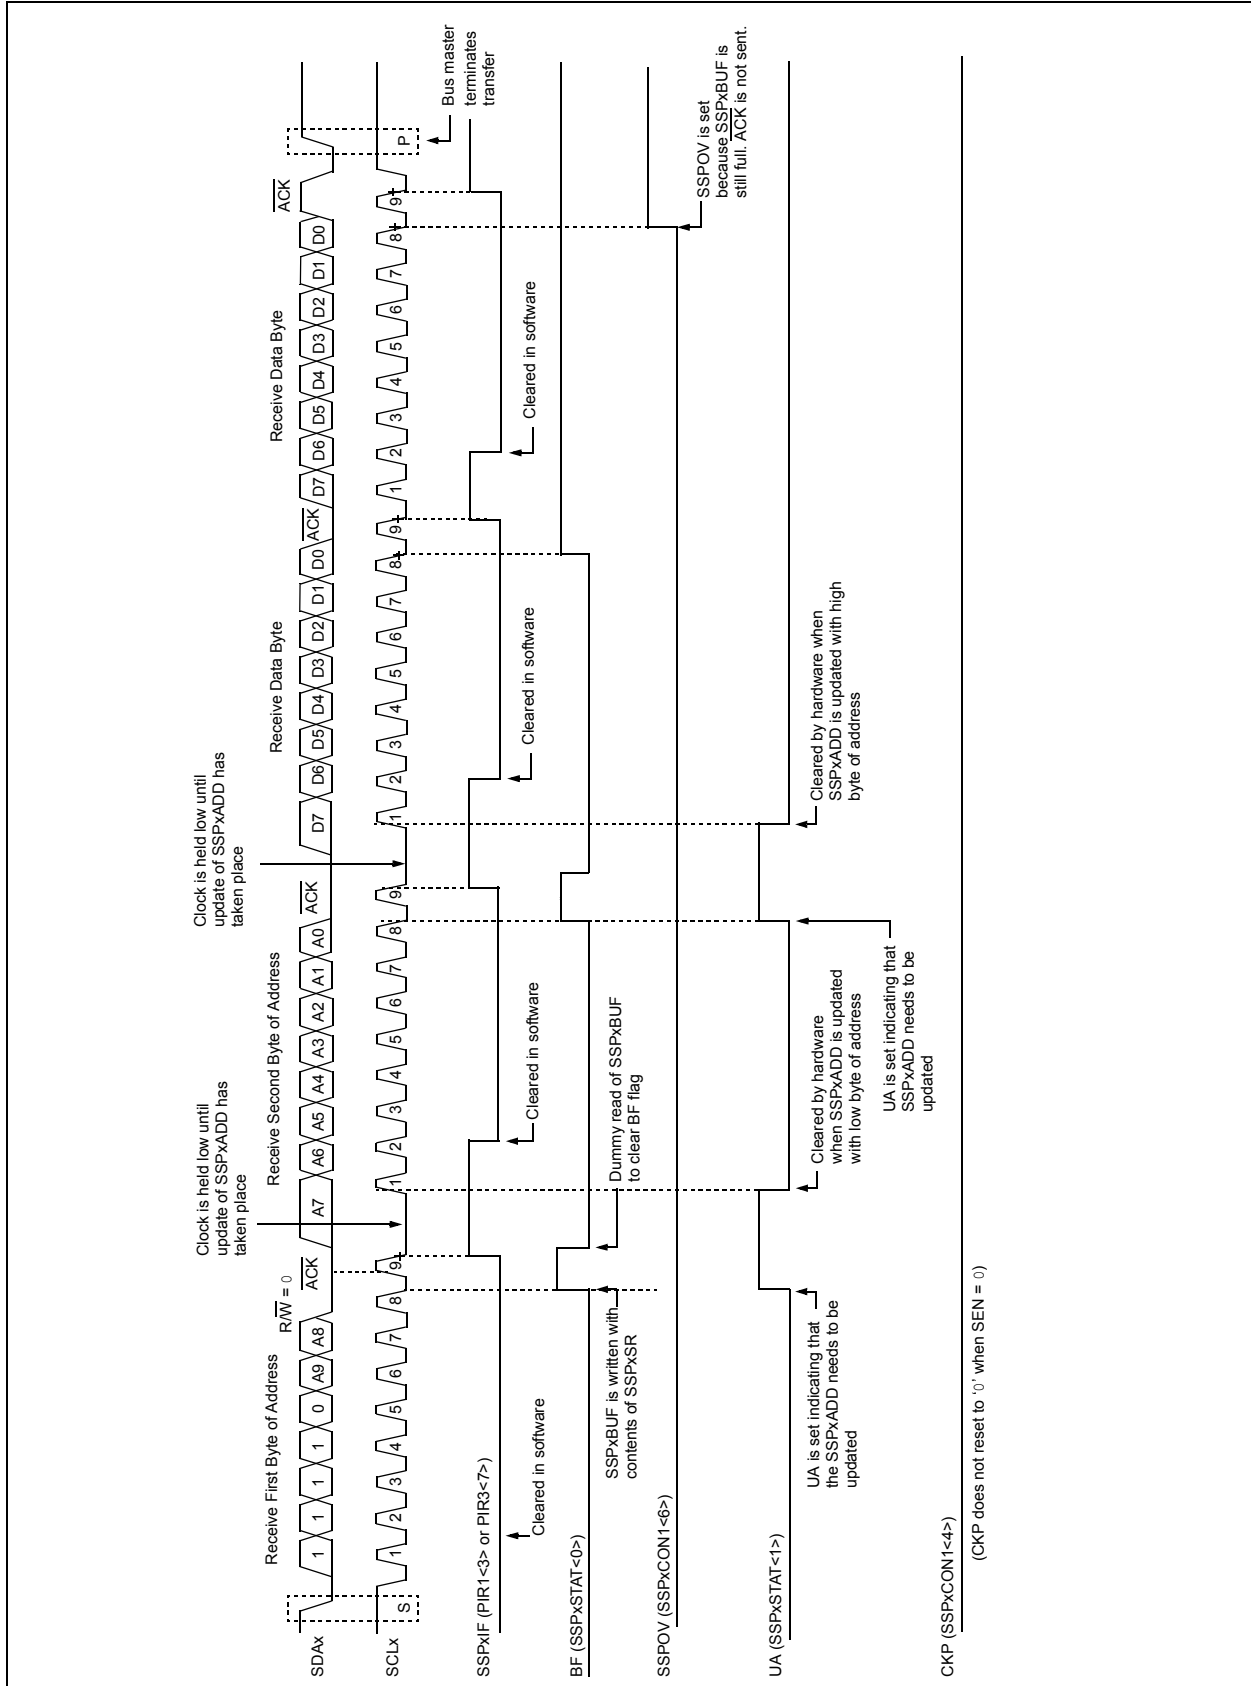 Clock is held low until
update of SSPxADD has
taken place
Clock is held low until
update of SSPxADD has
taken place
Receive First Byte of Address
R/W = 0
ACK
Receive Second Byte of Address
ACK
Receive Data Byte
ACK
Receive Data Byte
ACK
SDAx
1 1 1 1 0 A9 A8
A7 A6 A5 A4 A3 A2 A1 A0
D7 D6 D5 D4 D3 D2 D1 D0
D7 D6 D5 D4 D3 D2 D1 D0
SCLx
S
1 2 3 4 5 6 7 8 9
1 2 3 4 5 6 7 8 9
1 2 3 4 5 6 7 8 9
1 2 3 4 5 6 7 8 9
P
Bus master
terminates
transfer
SSPxIF (PIR1<3> or PIR3<7>)
Cleared in software
Cleared in software
Cleared in software
Cleared in software
BF (SSPxSTAT<0>)
SSPxBUF is written with
contents of SSPxSR
Dummy read of SSPxBUF
to clear BF flag
SSPOV (SSPxCON1<6>)
SSPOV is set
because SSPxBUF is
still full. ACK is not sent.
UA (SSPxSTAT<1>)
UA is set indicating that
the SSPxADD needs to be
updated
Cleared by hardware
when SSPxADD is updated
with low byte of address
UA is set indicating that
SSPxADD needs to be
updated
Cleared by hardware when
SSPxADD is updated with high
byte of address
CKP (SSPxCON1<4>)
(CKP does not reset to ‘0’ when SEN = 0)